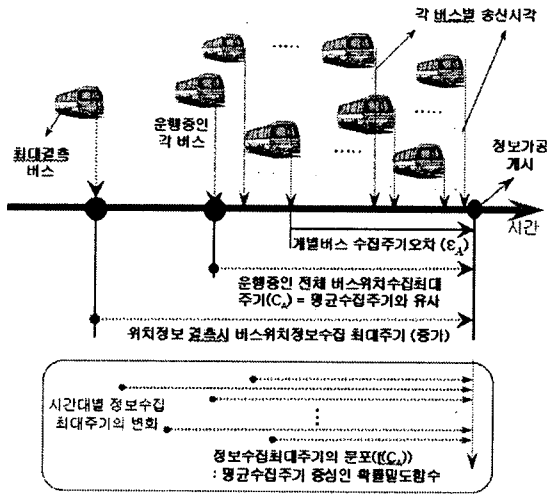 각 버스별 송신시각
운행중인
각 버스
최대결측
버스
정보가공
게시
시간
개별버스 수집주기오차 (ε_A)
운행중인 전체 버스위치수집최대
주기(C_A) = 평균수집주기와 유사
위치정보 결측시 버스위치정보수집 최대주기 (증가)
시간대별 정보수집
최대주기의 변화
정보수집최대주기의 분포(f(C_A))
: 평균수집주기 중심인 확률밀도함수